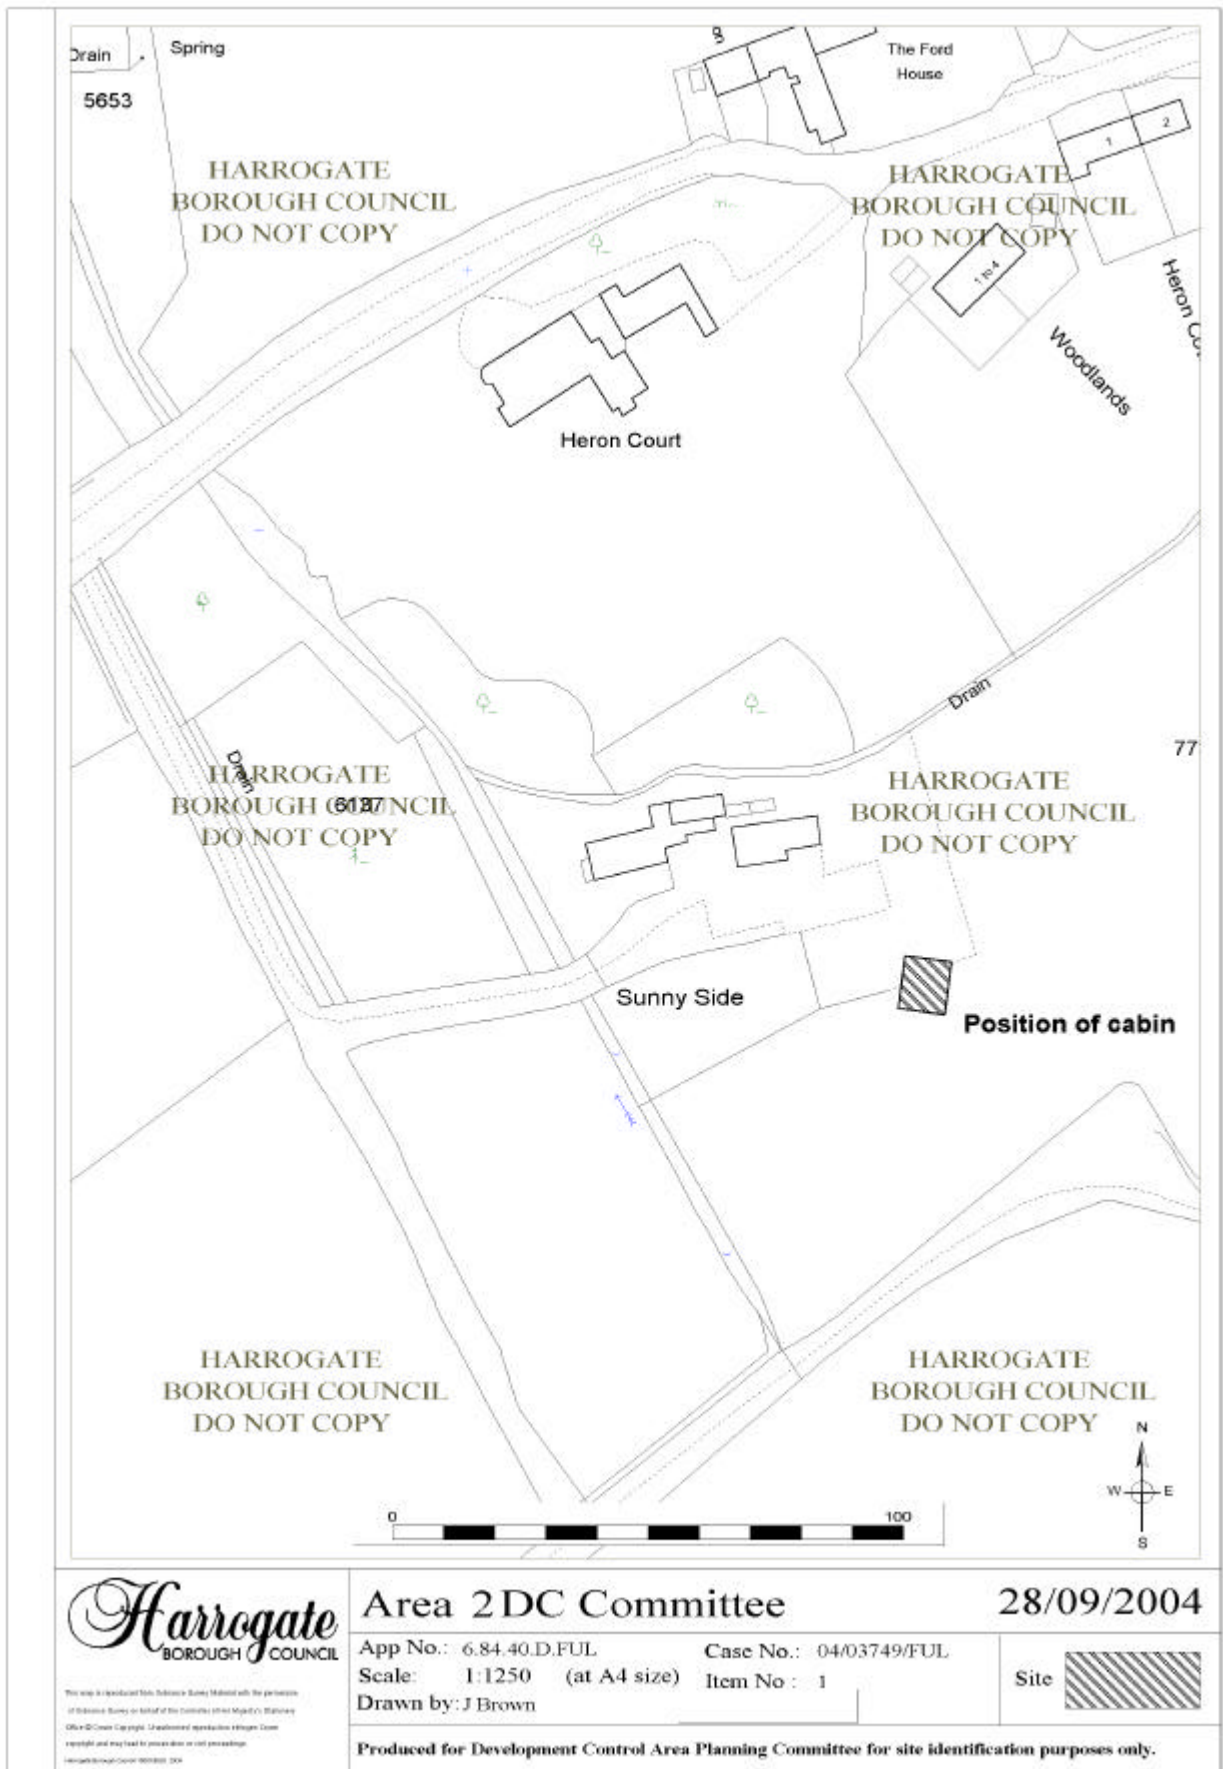 Drain
Spring
5653
The Ford
House
1
2
HARROGATE
BOROUGH COUNCIL
DO NOT COPY
HARROGATE
BOROUGH COUNCIL
DO NOT COPY
1 to 4
Heron
Woodlands
Heron Court
Drain
77
Drain
HARROGATE
BOROUGH COUNCIL
DO NOT COPY
HARROGATE
BOROUGH COUNCIL
DO NOT COPY
Sunny Side
Position of cabin
HARROGATE
BOROUGH COUNCIL
DO NOT COPY
HARROGATE
BOROUGH COUNCIL
DO NOT COPY
N
W E
S
0 100
Harrogate
BOROUGH COUNCIL
Area 2 DC Committee
28/09/2004
App No.: 6.84.40.D.FUL
Case No.: 04/03749/FUL
Scale: 1:1250 (at A4 size)
Item No : 1
Drawn by: J Brown
Site
Produced for Development Control Area Planning Committee for site identification purposes only.